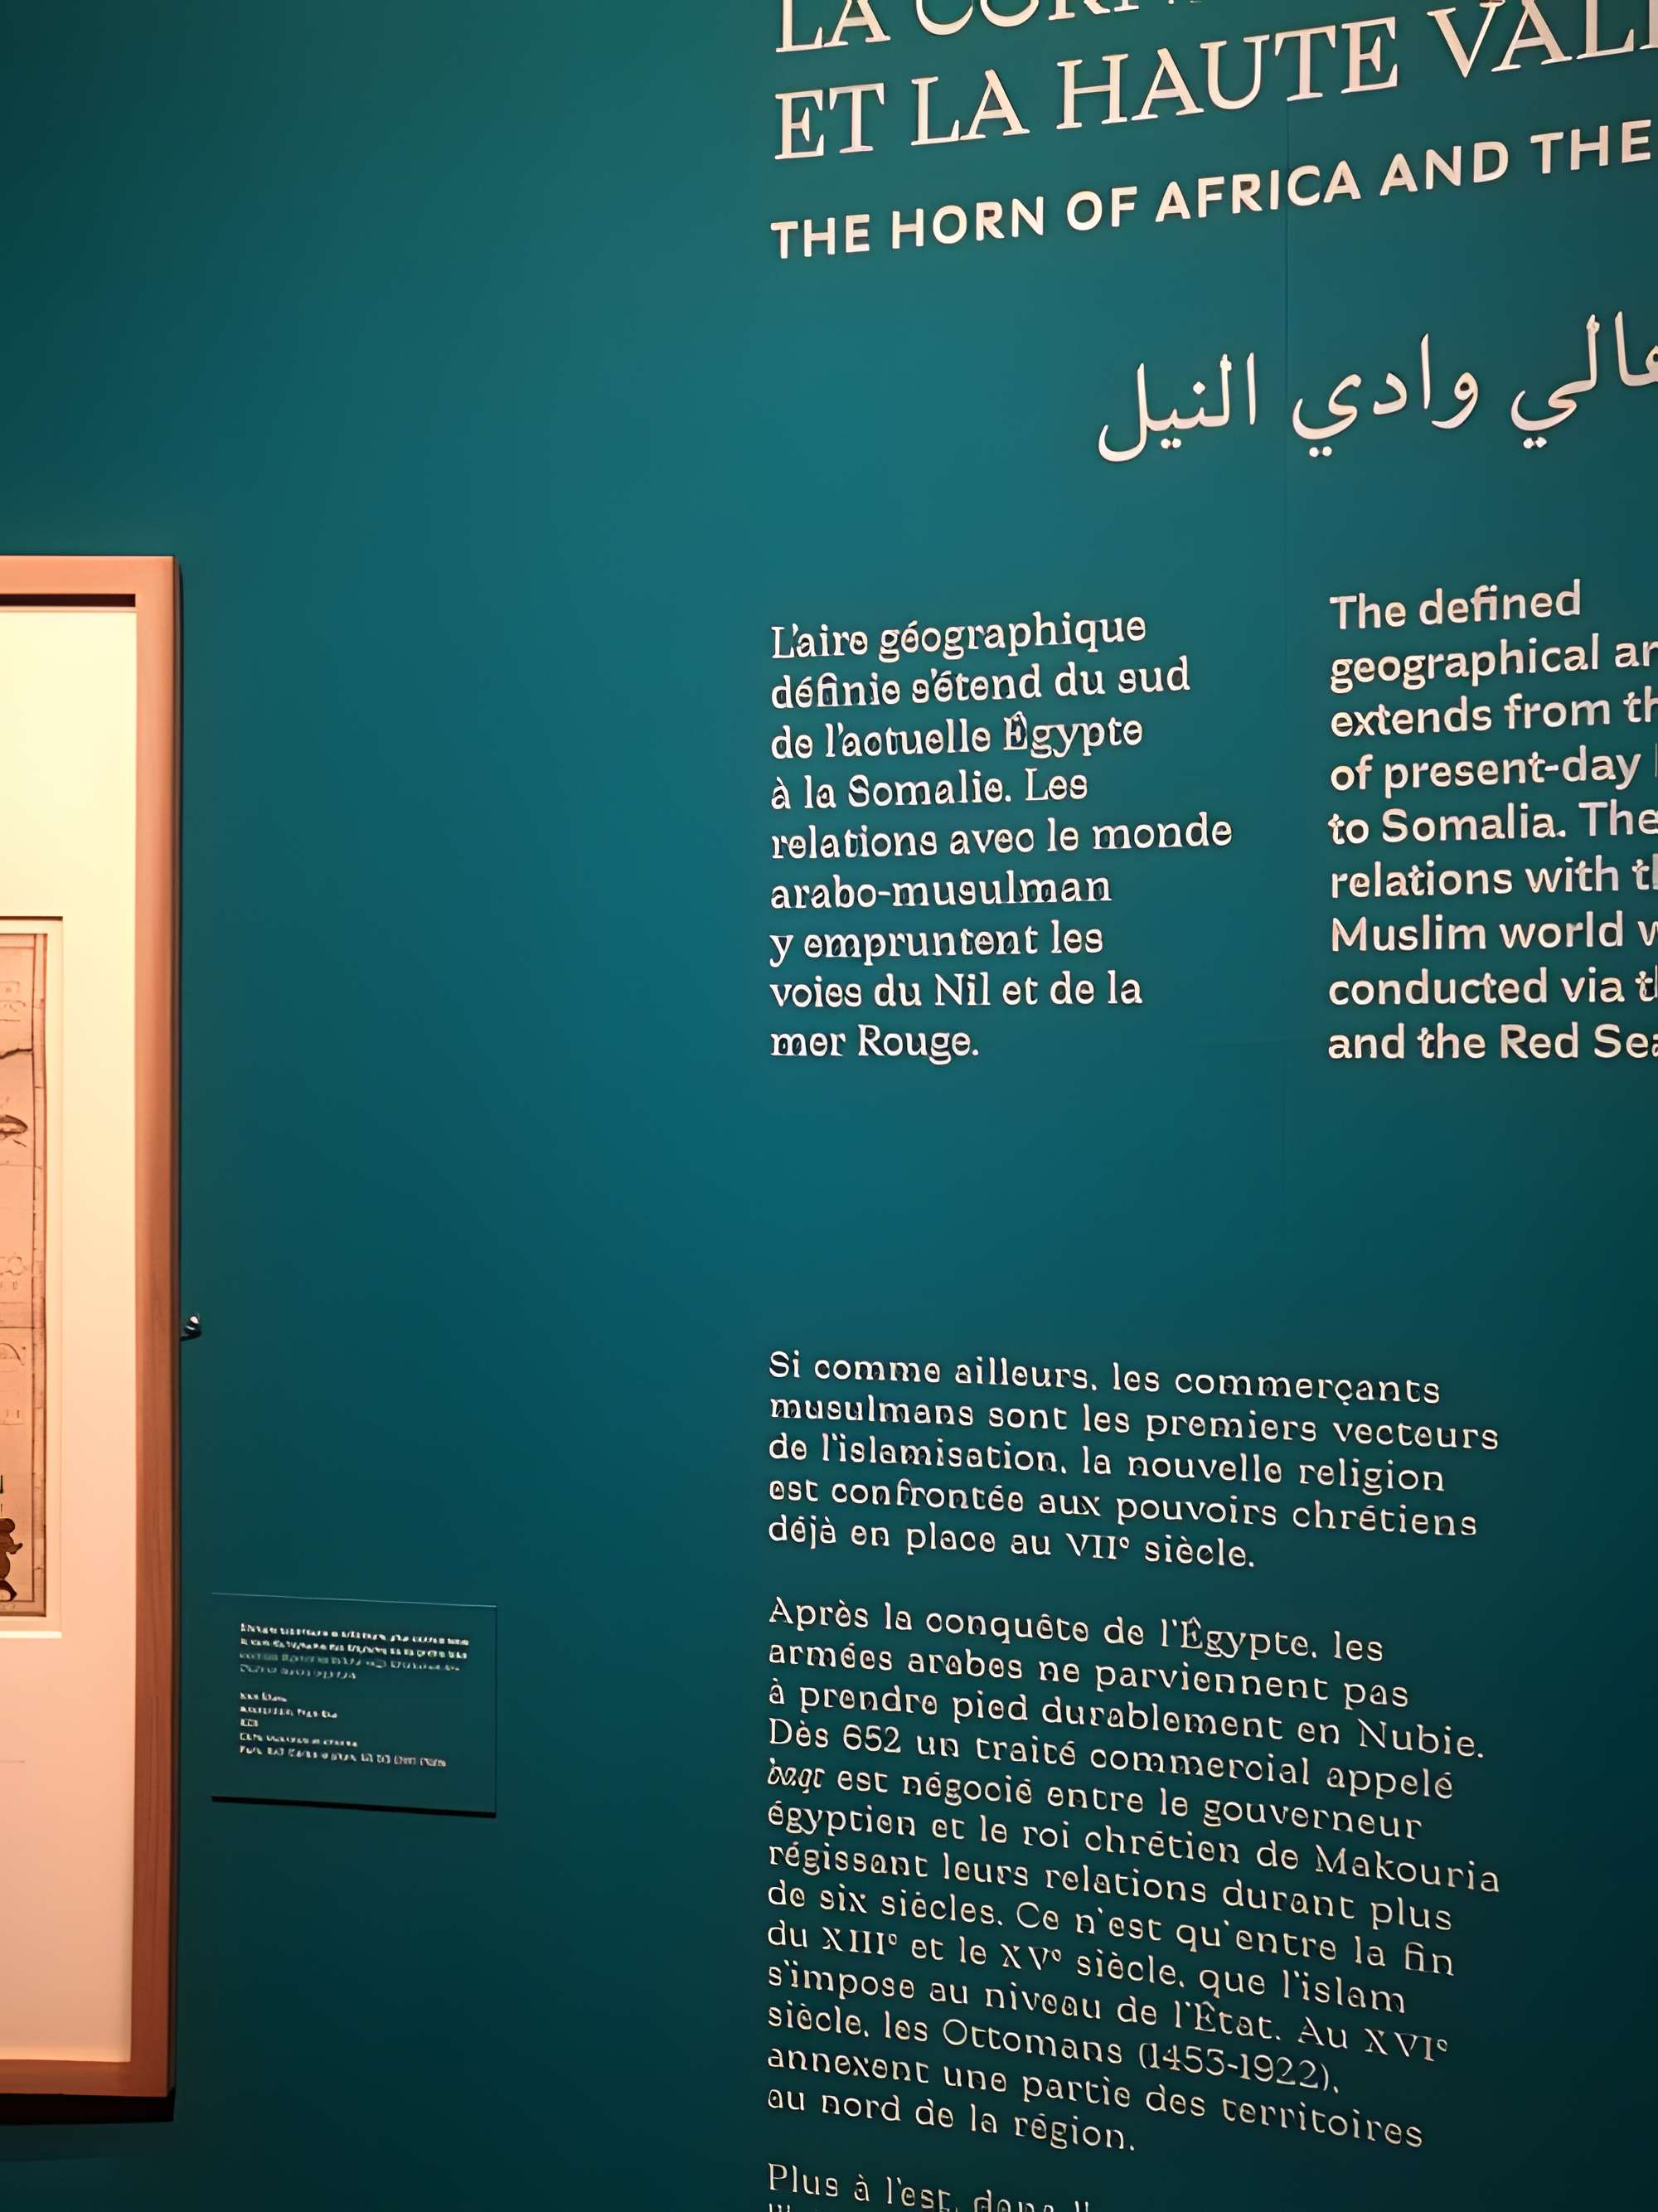 ET LA HAUTE
THE HORN OF AFRICA AND THE
وادي النيل
L'aire géographique
définie s'étend du sud
de l'actuelle Égypte
à la Somalie. Les
relations avec le monde
arabo-musulman
y empruntent les
voies du Nil et de la
mer Rouge.
The defined
geographical
extends from
of present-day
to Somalia. The
relations with
Muslim world
conducted via
and the Red
Si comme ailleurs, les commerçants
musulmans sont les premiers vecteurs
de l'islamisation, la nouvelle religion
est confrontée aux pouvoirs chrétiens
déjà en place au VIIe siècle.
Après la conquête de l'Égypte, les
armées arabes ne parviennent pas
à prendre pied durablement en Nubie.
Dès 652 un traité commercial appelé
baqt est négocié entre le gouverneur
égyptien et le roi chrétien de Makouria
régissant leurs relations durant plus
de six siècles. Ce n'est qu'entre la fin
du XIIIe et le XVe siècle, que l'islam
s'impose au niveau de l'État. Au XVIe
siècle, les Ottomans (1453-1922),
annexent une partie des territoires
au nord de la région.
Plus à l'est,